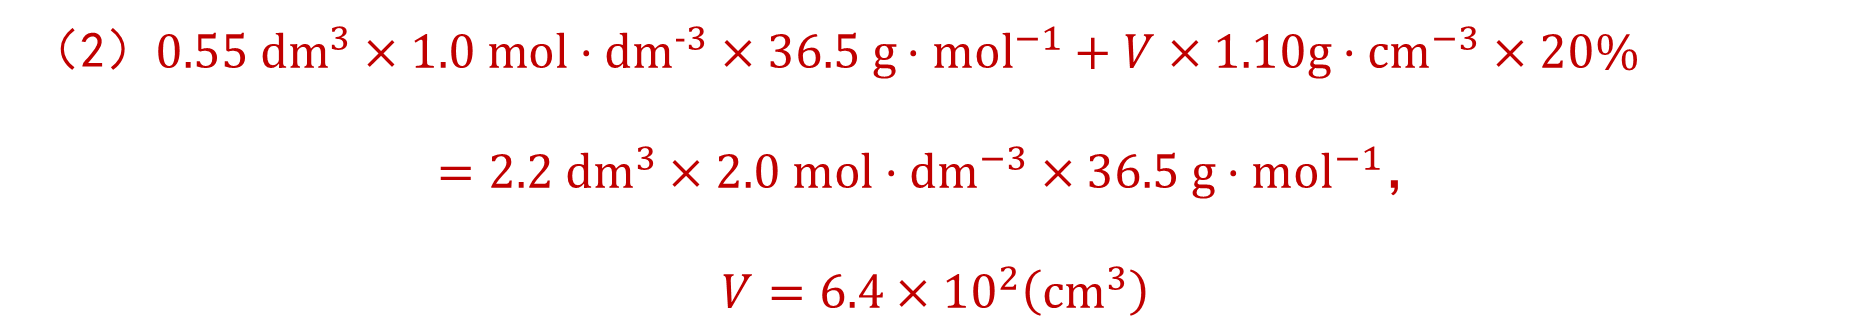 （2）0.55 dm³ × 1.0 mol · dm⁻³ × 36.5 g · mol⁻¹ + V × 1.10g · cm⁻³ × 20%
= 2.2 dm³ × 2.0 mol · dm⁻³ × 36.5 g · mol⁻¹,
V = 6.4 × 10²(cm³)